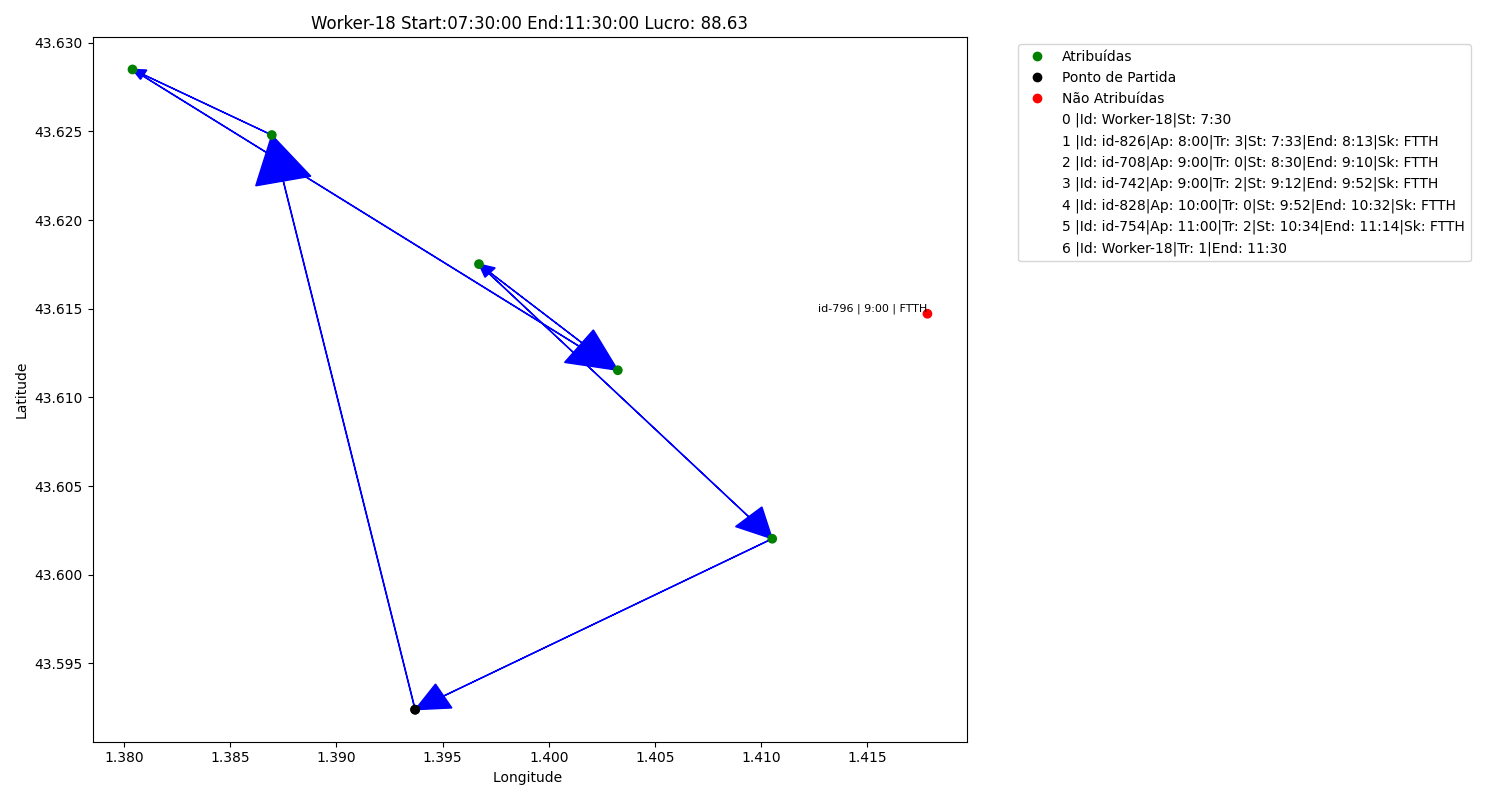 Worker-18 Start:07:30:00 End:11:30:00 Lucro: 88.63
43.630
43.625
43.620
43.615
43.610
43.605
43.600
43.595
Latitude
id-796 | 9:00 | FTTH
1.380 1.385 1.390 1.395 1.400 1.405 1.410 1.415
Longitude
Atribuídas
Ponto de Partida
Não Atribuídas
0 |Id: Worker-18|St: 7:30
1 |Id: id-826|Ap: 8:00|Tr: 3|St: 7:33|End: 8:13|Sk: FTTH
2 |Id: id-708|Ap: 9:00|Tr: 0|St: 8:30|End: 9:10|Sk: FTTH
3 |Id: id-742|Ap: 9:00|Tr: 2|St: 9:12|End: 9:52|Sk: FTTH
4 |Id: id-828|Ap: 10:00|Tr: 0|St: 9:52|End: 10:32|Sk: FTTH
5 |Id: id-754|Ap: 11:00|Tr: 2|St: 10:34|End: 11:14|Sk: FTTH
6 |Id: Worker-18|Tr: 1|End: 11:30